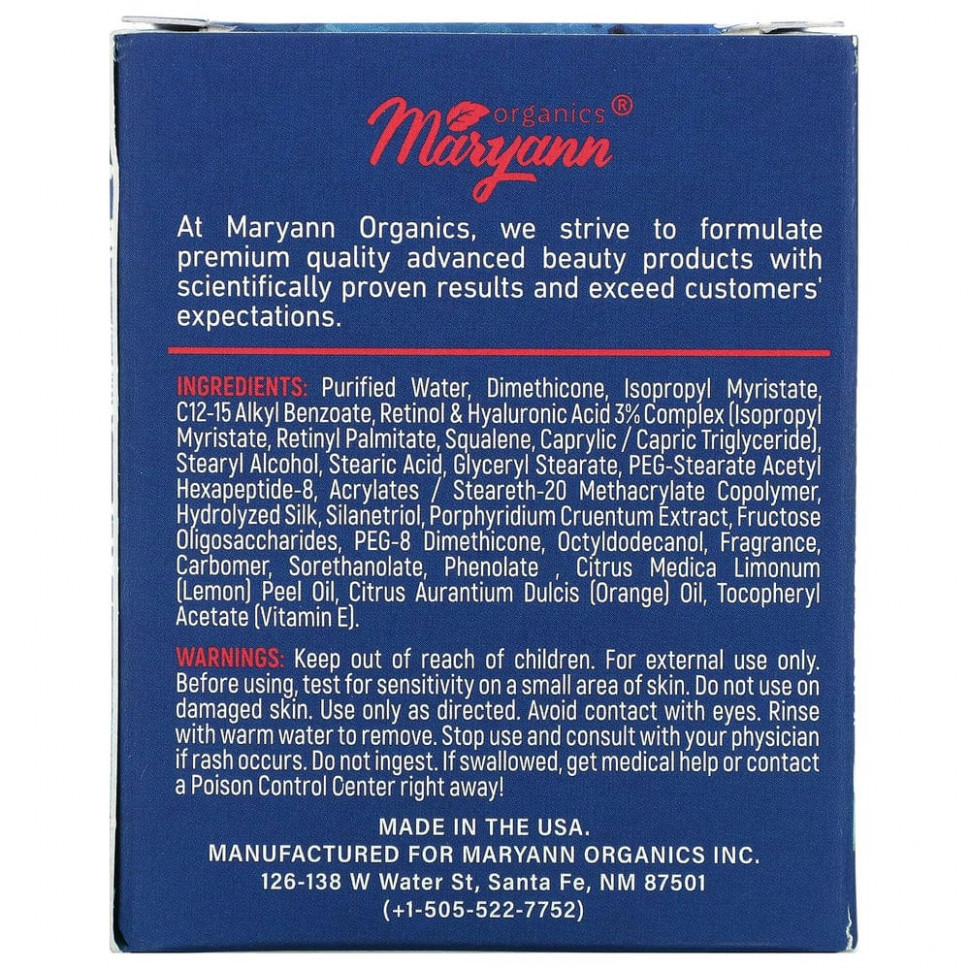 organics®
Maryann
At Maryann Organics, we strive to formulate
premium quality advanced beauty products with
scientifically proven results and exceed customers'
expectations.
INGREDIENTS: Purified Water, Dimethicone, Isopropyl Myristate,
C12-15 Alkyl Benzoate, Retinol & Hyaluronic Acid 3% Complex (Isopropyl
Myristate, Retinyl Palmitate, Squalene, Caprylic / Capric Triglyceride),
Stearyl Alcohol, Stearic Acid, Glyceryl Stearate, PEG-Stearate Acetyl
Hexapeptide-8, Acrylates / Steareth-20 Methacrylate Copolymer,
Hydrolyzed Silk, Silanetriol, Porphyridium Cruentum Extract, Fructose
Oligosaccharides, PEG-8 Dimethicone, Octyldodecanol, Fragrance,
Carbomer, Sorethanolate, Phenolate , Citrus Medica Limonum
(Lemon) Peel Oil, Citrus Aurantium Dulcis (Orange) Oil, Tocopheryl
Acetate (Vitamin E).
WARNINGS: Keep out of reach of children. For external use only.
Before using, test for sensitivity on a small area of skin. Do not use on
damaged skin. Use only as directed. Avoid contact with eyes. Rinse
with warm water to remove. Stop use and consult with your physician
if rash occurs. Do not ingest. If swallowed, get medical help or contact
a Poison Control Center right away!
MADE IN THE USA.
MANUFACTURED FOR MARYANN ORGANICS INC.
126-138 W Water St, Santa Fe, NM 87501
(+1-505-522-7752)